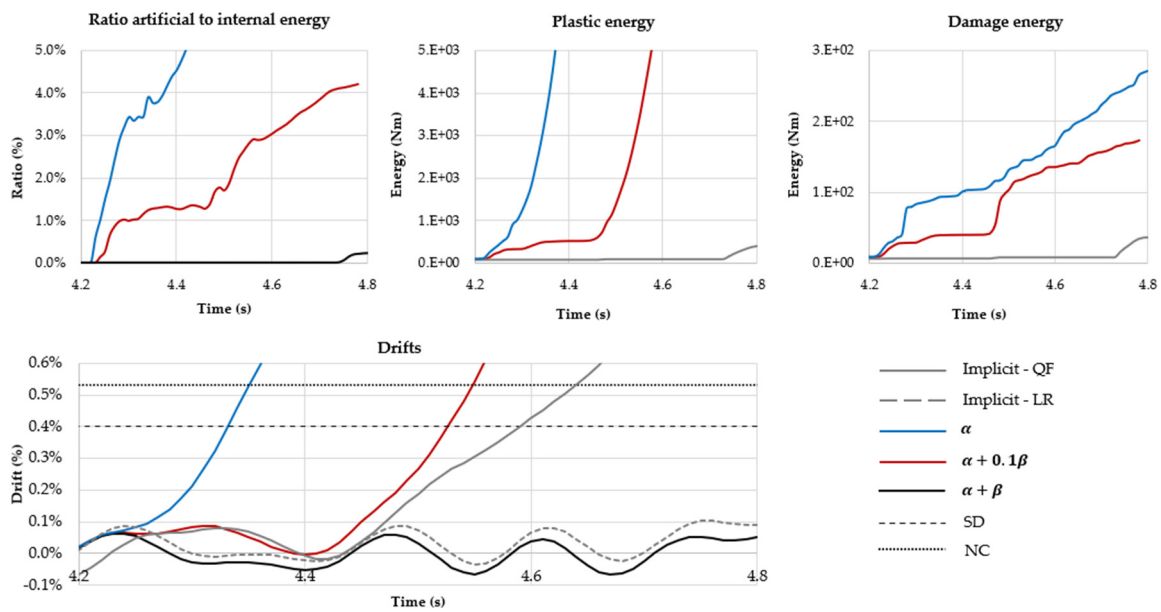 Ratio artificial to internal energy
5.0%
4.0%
3.0%
2.0%
1.0%
0.0%
Ratio (%)
4.2 4.4 4.6 4.8
Time (s)
Plastic energy
5.E+03
4.E+03
3.E+03
2.E+03
1.E+03
0.E+00
Energy (Nm)
4.2 4.4 4.6 4.8
Time (s)
Damage energy
3.E+02
2.E+02
1.E+02
0.E+00
Energy (Nm)
4.2 4.4 4.6 4.8
Time (s)
Drifts
0.6%
0.5%
0.4%
0.3%
0.2%
0.1%
0.0%
-0.1%
Drift (%)
4.2 4.4 4.6 4.8
Time (s)
Implicit - QF
Implicit - LR
α
α + 0.1β
α + β
SD
NC